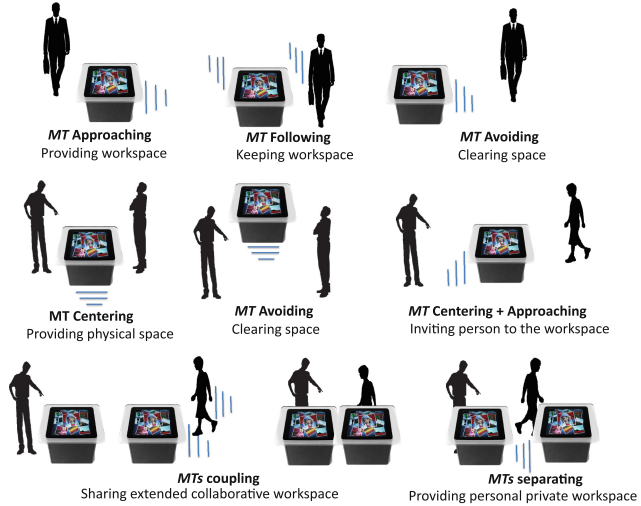 MT Approaching
Providing workspace
MT Following
Keeping workspace
MT Avoiding
Clearing space
MT Centering
Providing physical space
MT Avoiding
Clearing space
MT Centering + Approaching
Inviting person to the workspace
MTs coupling
Sharing extended collaborative workspace
MTs separating
Providing personal private workspace